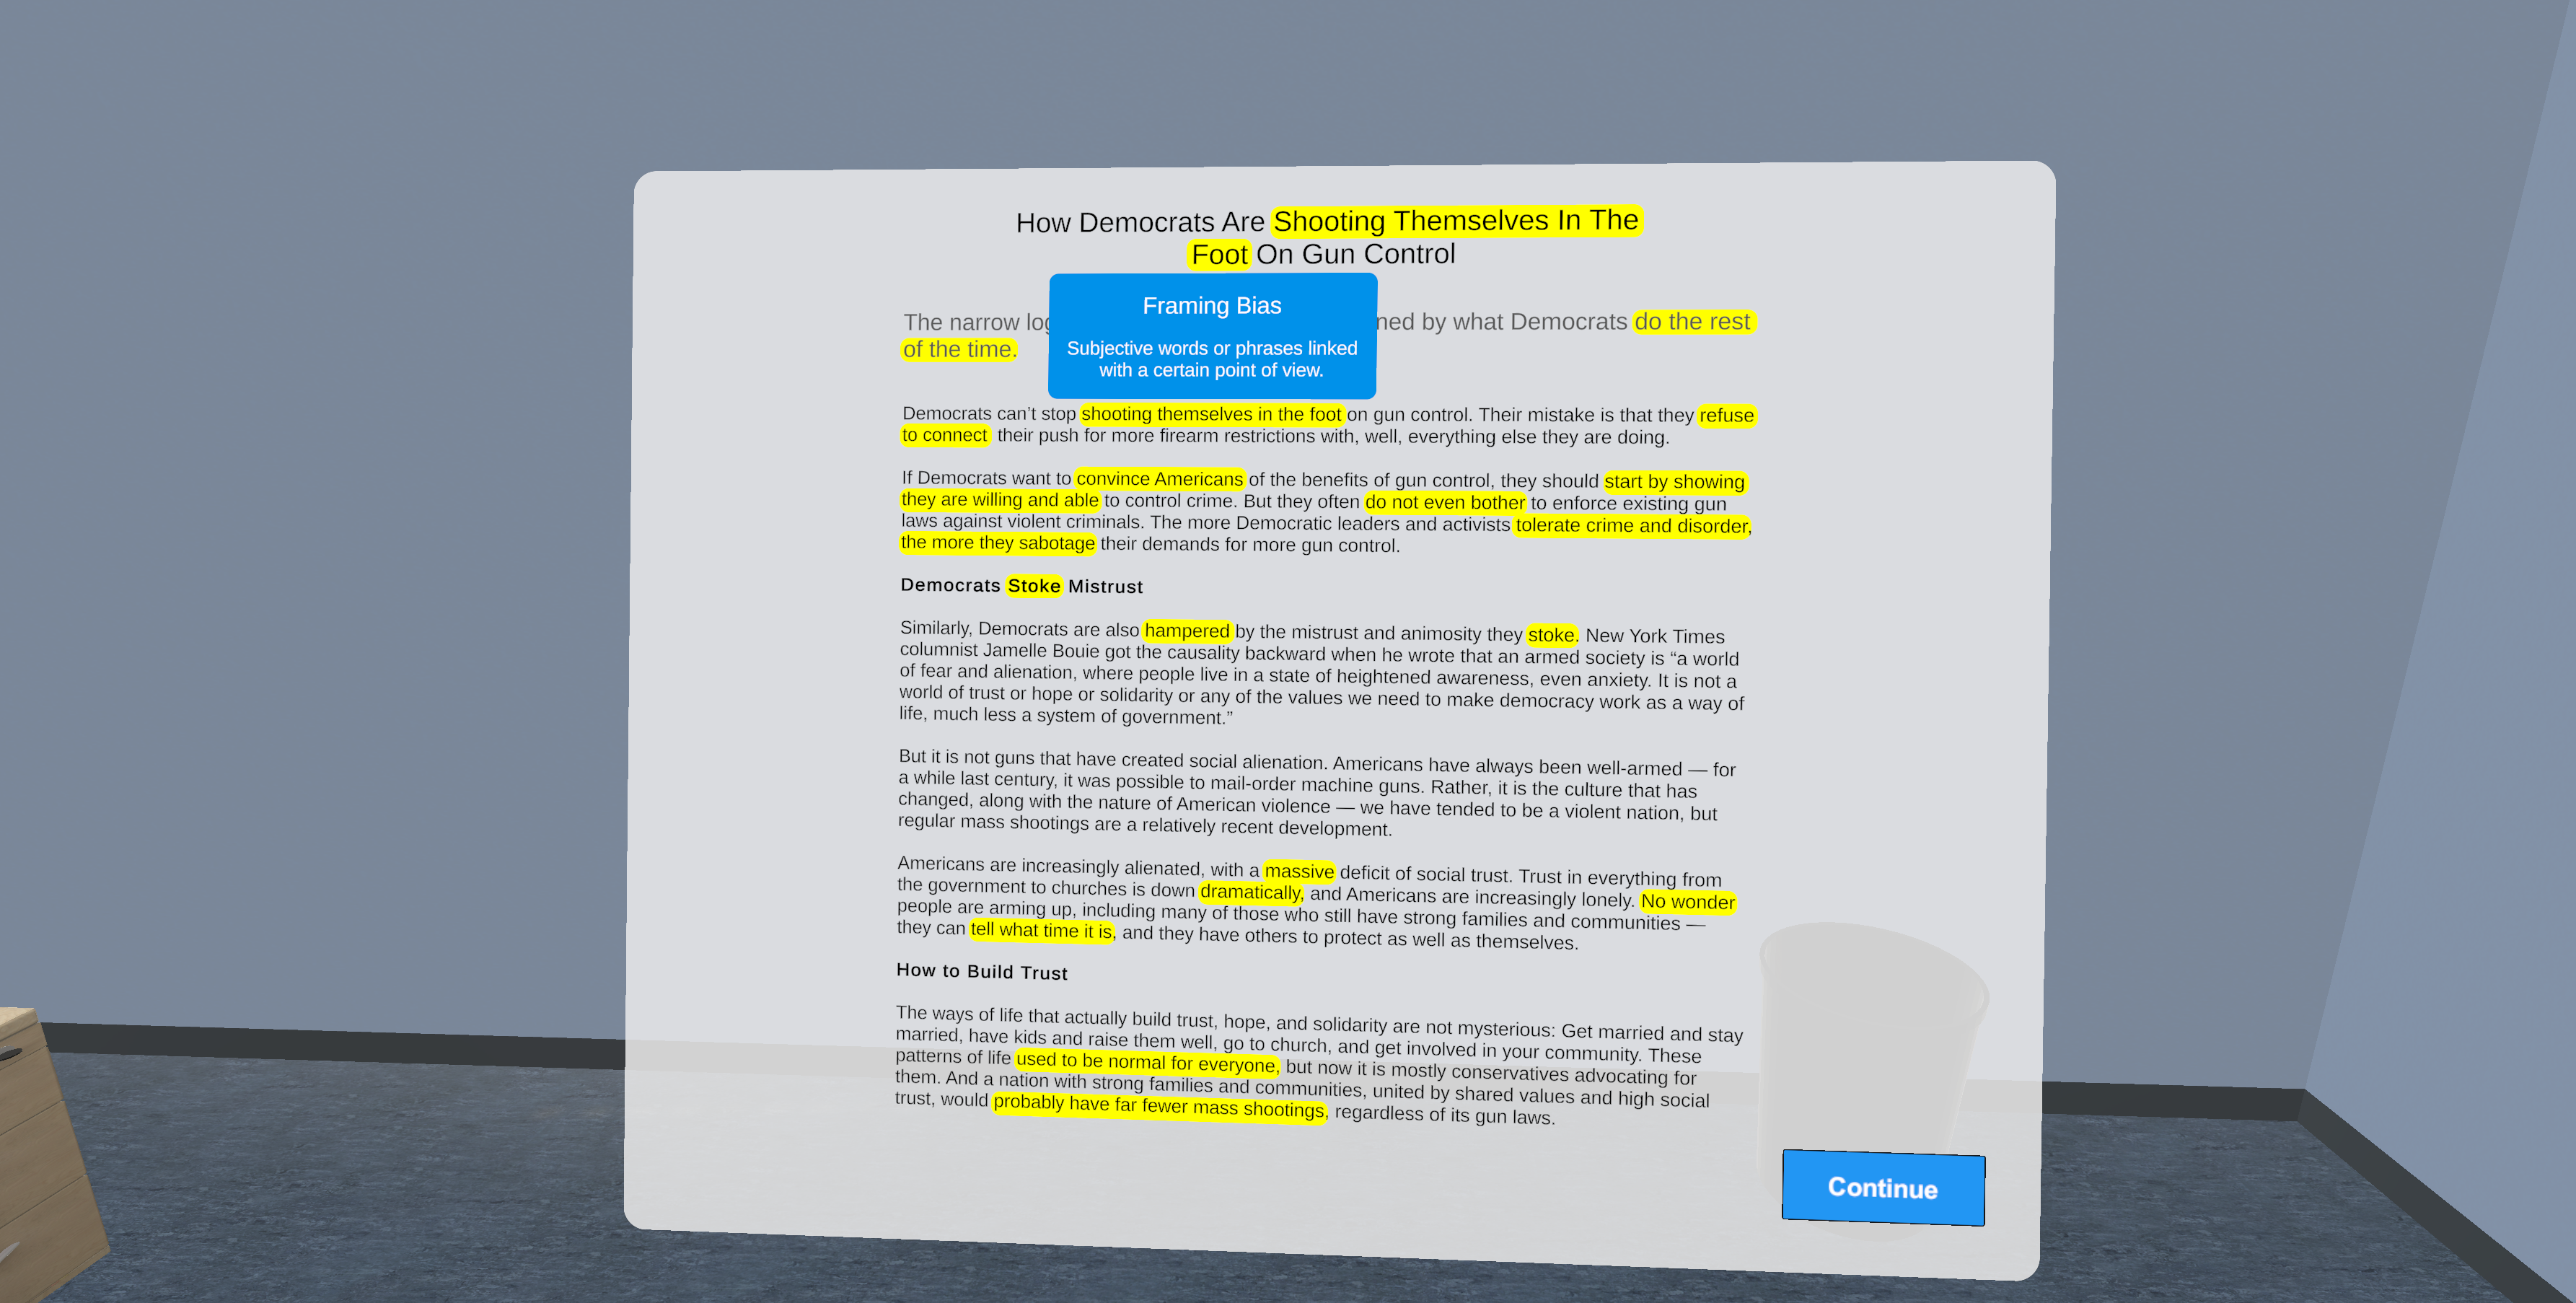 How Democrats Are Shooting Themselves In The
Foot On Gun Control
Framing Bias
Subjective words or phrases linked
with a certain point of view.
The narrow by what Democrats do the rest
of the time.
Democrats can’t stop shooting themselves in the foot on gun control. Their mistake is that they refuse
to connect their push for more firearm restrictions with, well, everything else they are doing.
If Democrats want to convince Americans of the benefits of gun control, they should start by showing
they are willing and able to control crime. But they often do not even bother to enforce existing gun
laws against violent criminals. The more Democratic leaders and activists tolerate crime and disorder,
the more they sabotage their demands for more gun control.
Democrats Stoke Mistrust
Similarly, Democrats are also hampered by the mistrust and animosity they stoke. New York Times
columnist Jamelle Bouie got the causality backward when he wrote that an armed society is “a world
of fear and alienation, where people live in a state of heightened awareness, even anxiety. It is not a
world of trust or hope or solidarity or any of the values we need to make democracy work as a way of
life, much less a system of government.”
But it is not guns that have created social alienation. Americans have always been well-armed — for
a while last century, it was possible to mail-order machine guns. Rather, it is the culture that has
changed, along with the nature of American violence — we have tended to be a violent nation, but
regular mass shootings are a relatively recent development.
Americans are increasingly alienated, with a massive deficit of social trust. Trust in everything from
the government to churches is down dramatically, and Americans are increasingly lonely. No wonder
people are arming up, including many of those who still have strong families and communities —
they can tell what time it is, and they have others to protect as well as themselves.
How to Build Trust
The ways of life that actually build trust, hope, and solidarity are not mysterious: Get married and stay
married, have kids and raise them well, go to church, and get involved in your community. These
patterns of life used to be normal for everyone, but now it is mostly conservatives advocating for
them. And a nation with strong families and communities, united by shared values and high social
trust, would probably have far fewer mass shootings, regardless of its gun laws.
Continue